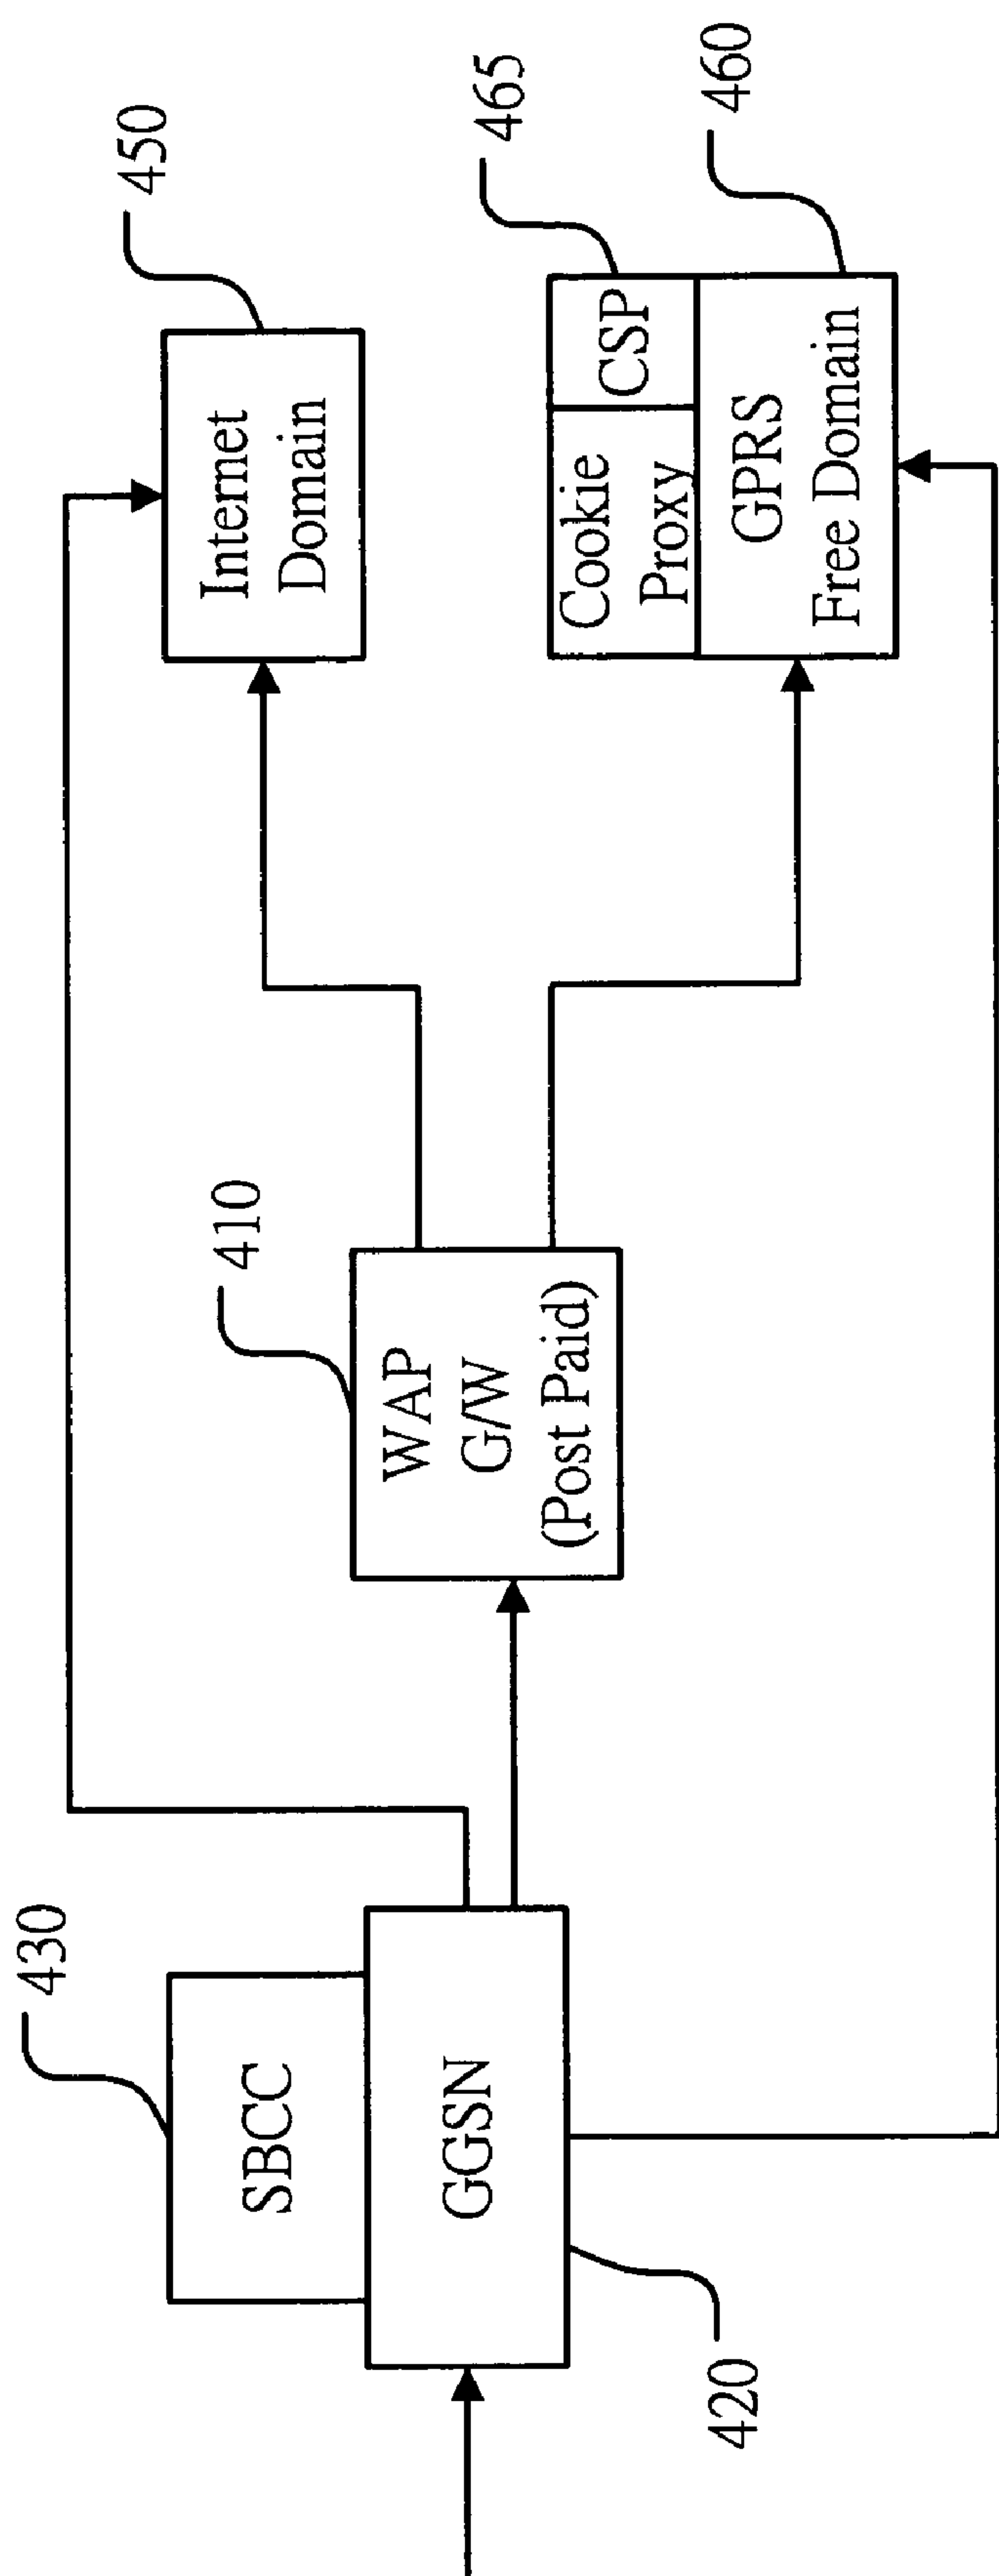 430
SBCC
GGSN
420
410
WAP
G/W
(Post Paid)
450
Internet
Domain
465
Cookie
Proxy
CSP
460
GPRS
Free Domain